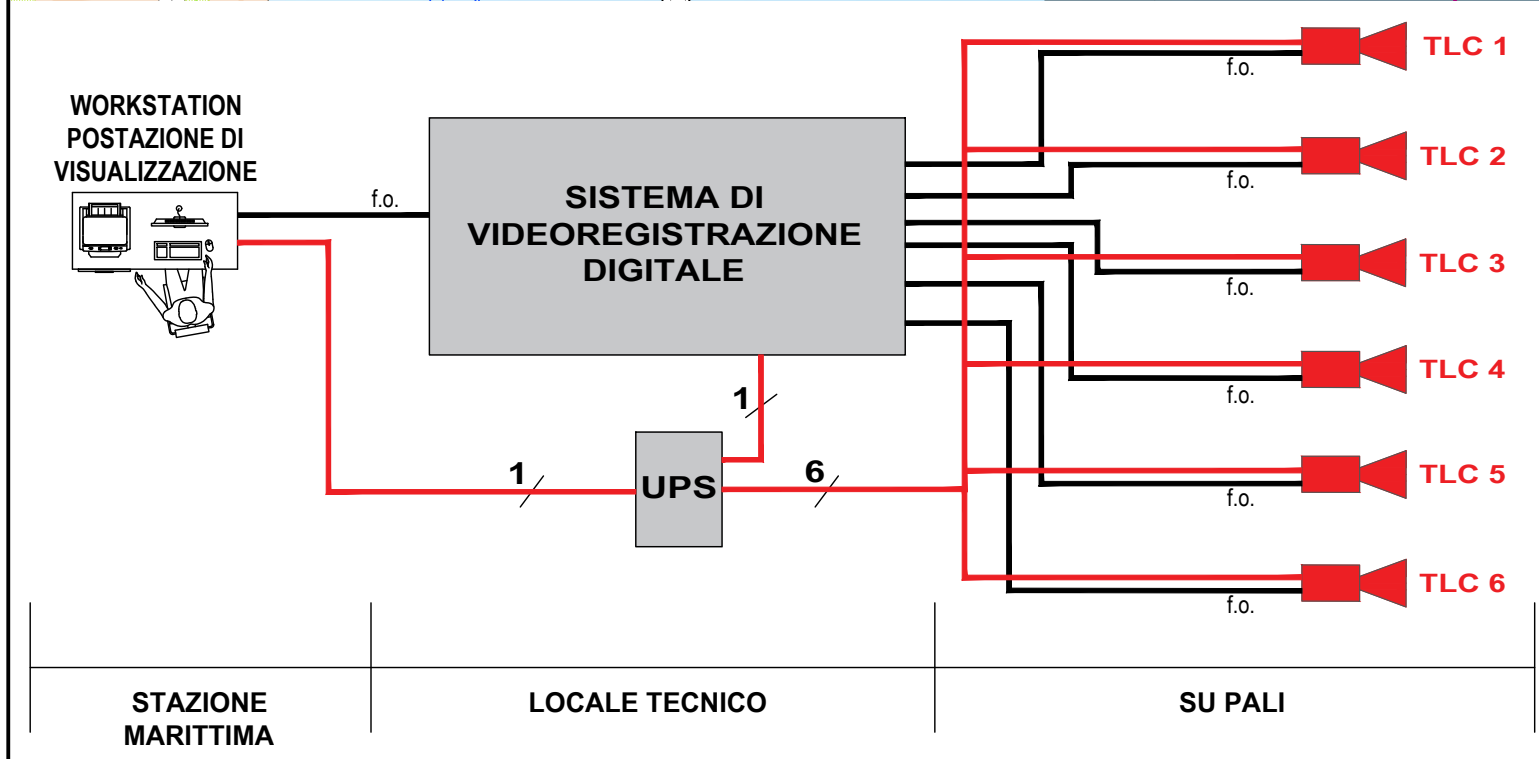 WORKSTATION
POSTAZIONE DI
VISUALIZZAZIONE
f.o.
SISTEMA DI
VIDEOREGISTRAZIONE
DIGITALE
1
1
UPS
6
TLC 1
f.o.
TLC 2
f.o.
TLC 3
f.o.
TLC 4
f.o.
TLC 5
f.o.
TLC 6
f.o.
STAZIONE
MARITTIMA
LOCALE TECNICO
SU PALI